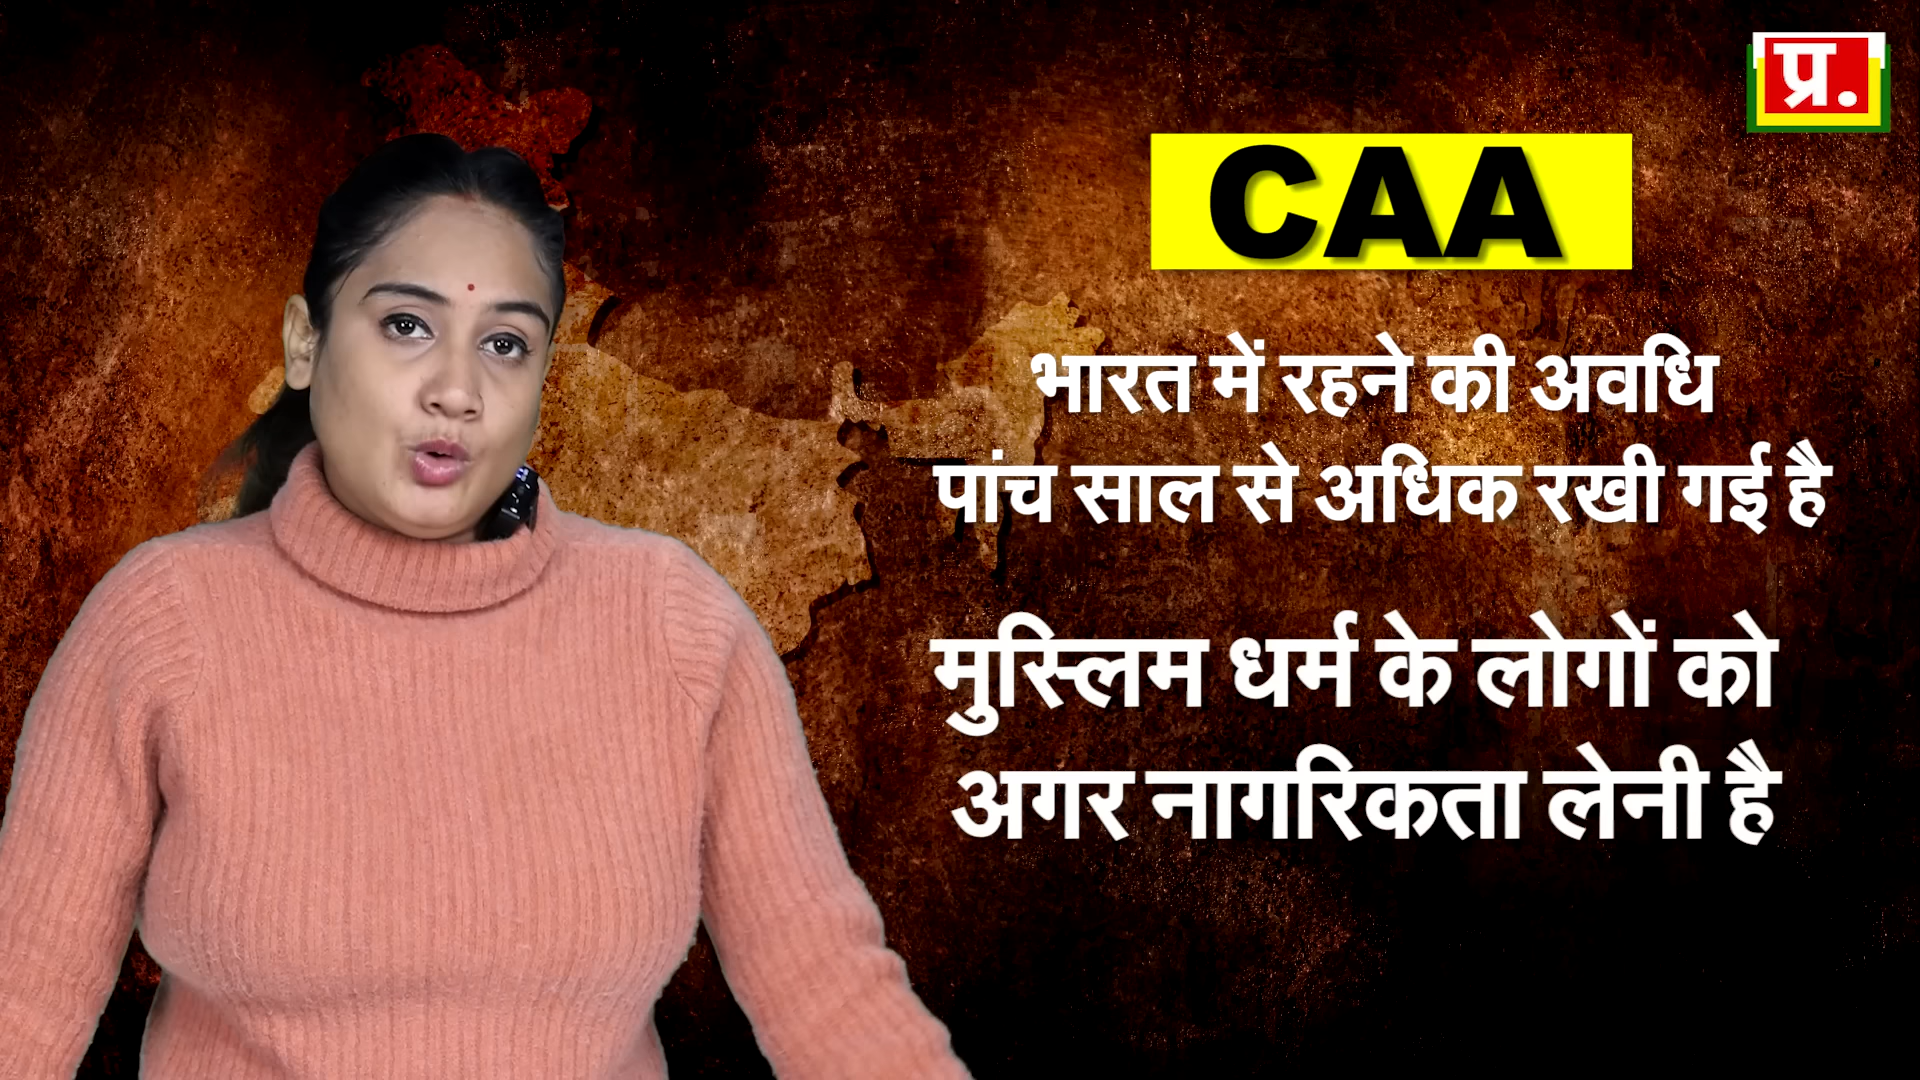 प्र.
CAA
भारत में रहने की अवधि
पांच साल से अधिक रखी गई है
मुस्लिम धर्म के लोगों को
अगर नागरिकता लेनी है